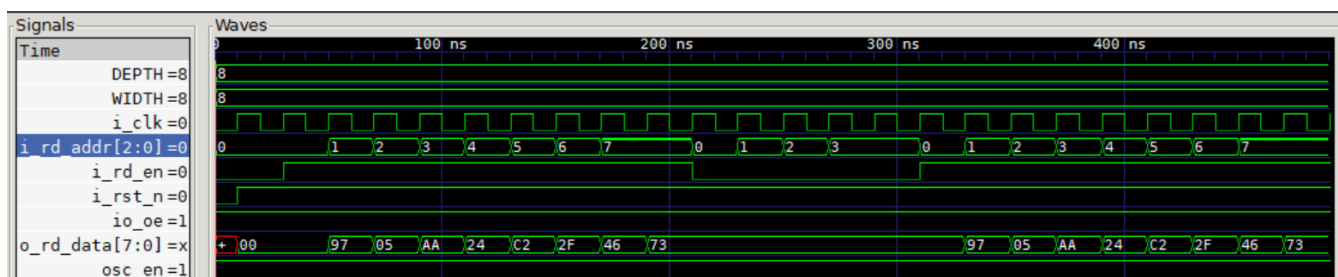 Signals Waves
Time 0 100 ns 200 ns 300 ns 400 ns
DEPTH =8 8
WIDTH =8 8
i_clk =0
i_rd_addr[2:0] =0 0 1 2 3 4 5 6 7 0 1 2 3 0 1 2 3 4 5 6 7
i_rd_en =0
i_rst_n =0
io_oe =1
o_rd_data[7:0] =x + 00 97 05 AA 24 C2 2F 46 73 97 05 AA 24 C2 2F 46 73
osc_en =1